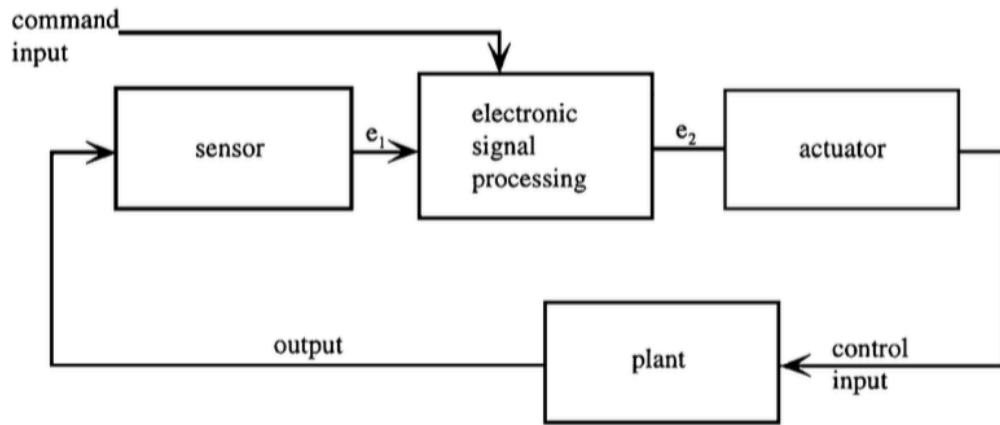 command
input
sensor
e₁
electronic
signal
processing
e₂
actuator
output
plant
control
input